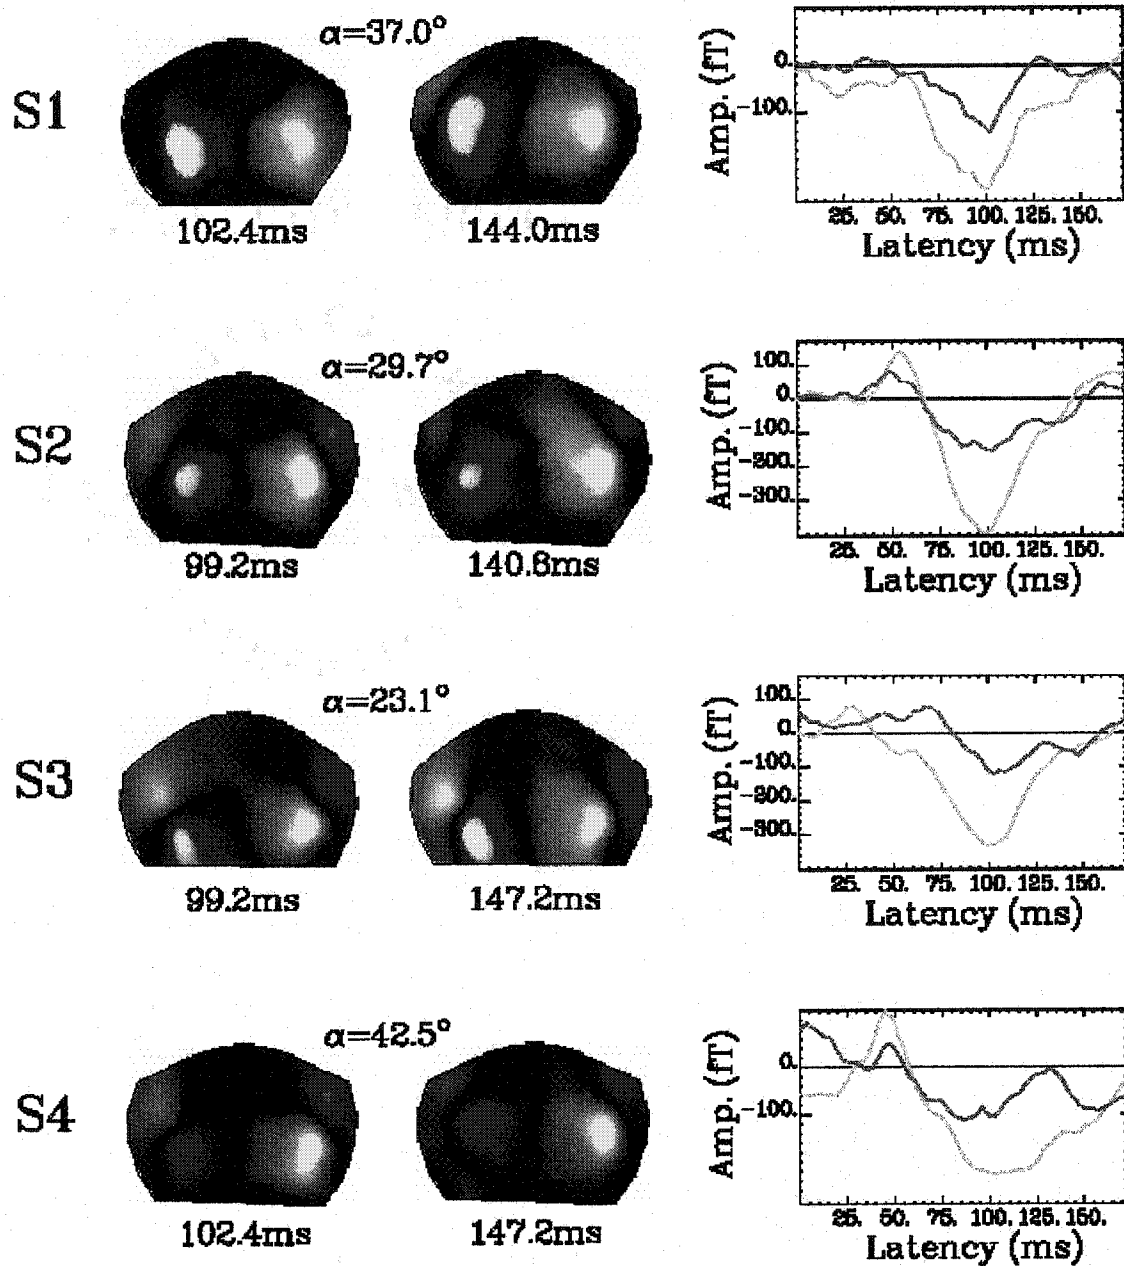 S1
α=37.0°
102.4ms
144.0ms
Amp. (fT)
0.
-100.
25. 50. 75. 100. 125. 150.
Latency (ms)
S2
α=29.7°
99.2ms
140.8ms
Amp. (fT)
100.
0.
-100.
-200.
-300.
25. 50. 75. 100. 125. 150.
Latency (ms)
S3
α=23.1°
99.2ms
147.2ms
Amp. (fT)
100.
0.
-100.
-200.
-300.
25. 50. 75. 100. 125. 150.
Latency (ms)
S4
α=42.5°
102.4ms
147.2ms
Amp. (fT)
0.
-100.
25. 50. 75. 100. 125. 150.
Latency (ms)